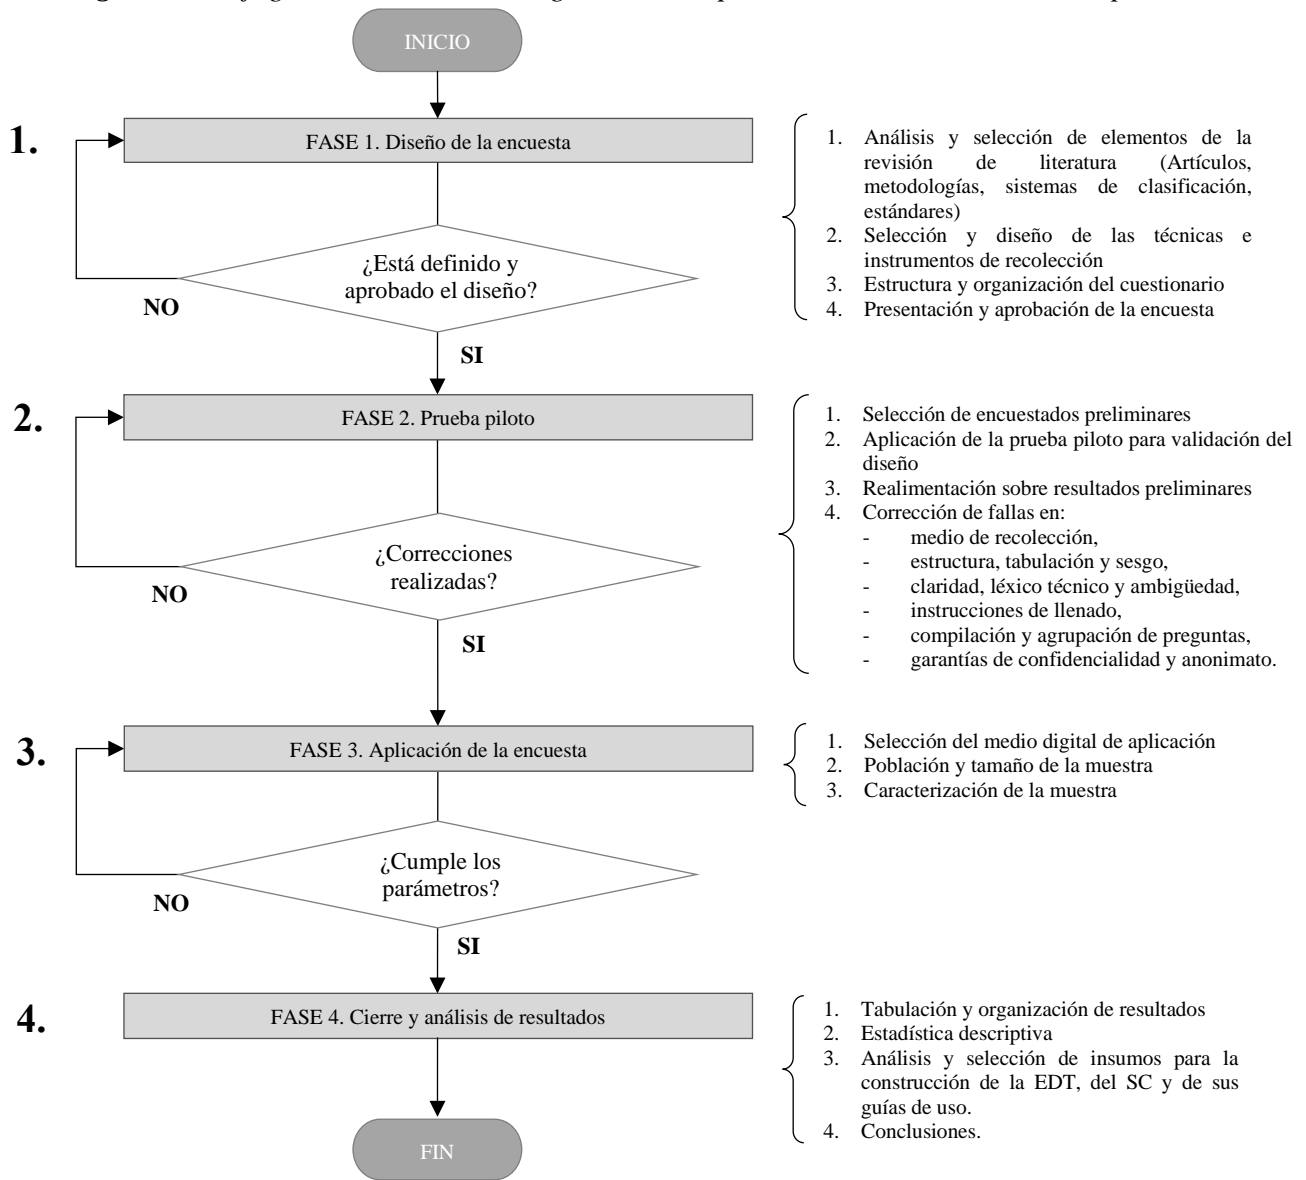 INICIO
1.
FASE 1. Diseño de la encuesta
¿Está definido y
aprobado el diseño?
NO
SI
1. Análisis y selección de elementos de la
revisión de literatura (Artículos,
metodologías, sistemas de clasificación,
estándares)
2. Selección y diseño de las técnicas e
instrumentos de recolección
3. Estructura y organización del cuestionario
4. Presentación y aprobación de la encuesta
2.
FASE 2. Prueba piloto
¿Correcciones
realizadas?
NO
SI
1. Selección de encuestados preliminares
2. Aplicación de la prueba piloto para validación del
diseño
3. Realimentación sobre resultados preliminares
4. Corrección de fallas en:
- medio de recolección,
- estructura, tabulación y sesgo,
- claridad, léxico técnico y ambigüedad,
- instrucciones de llenado,
- compilación y agrupación de preguntas,
- garantías de confidencialidad y anonimato.
3.
FASE 3. Aplicación de la encuesta
¿Cumple los
parámetros?
NO
SI
1. Selección del medio digital de aplicación
2. Población y tamaño de la muestra
3. Caracterización de la muestra
4.
FASE 4. Cierre y análisis de resultados
1. Tabulación y organización de resultados
2. Estadística descriptiva
3. Análisis y selección de insumos para la
construcción de la EDT, del SC y de sus
guías de uso.
4. Conclusiones.
FIN